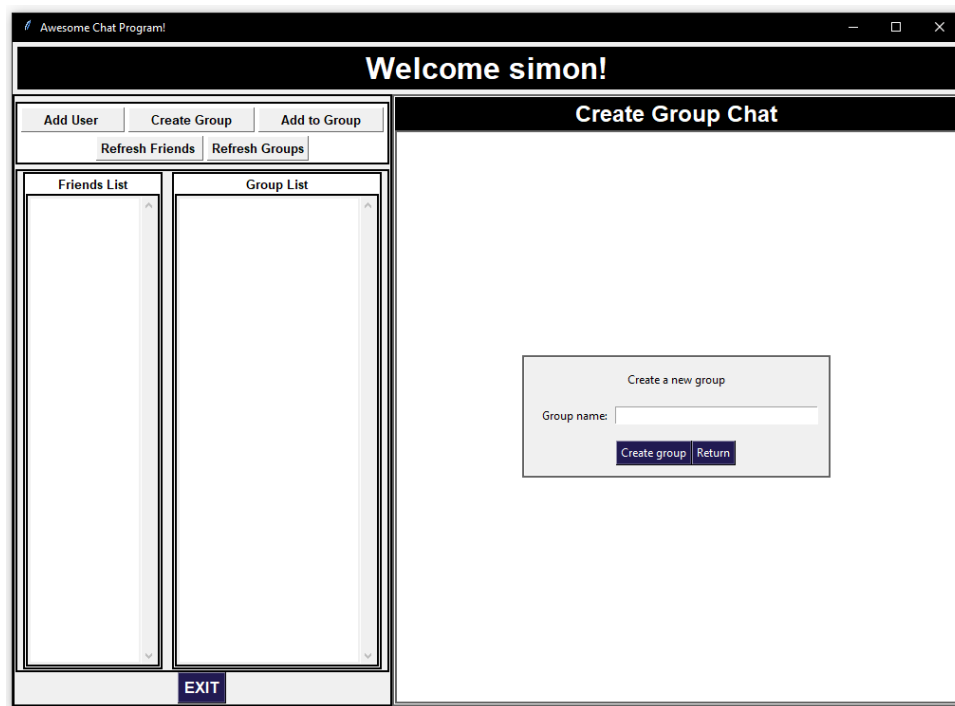 Awesome Chat Program!
Welcome simon!
Add User Create Group Add to Group
Refresh Friends Refresh Groups
Friends List Group List
EXIT
Create Group Chat
Create a new group
Group name:
Create group Return